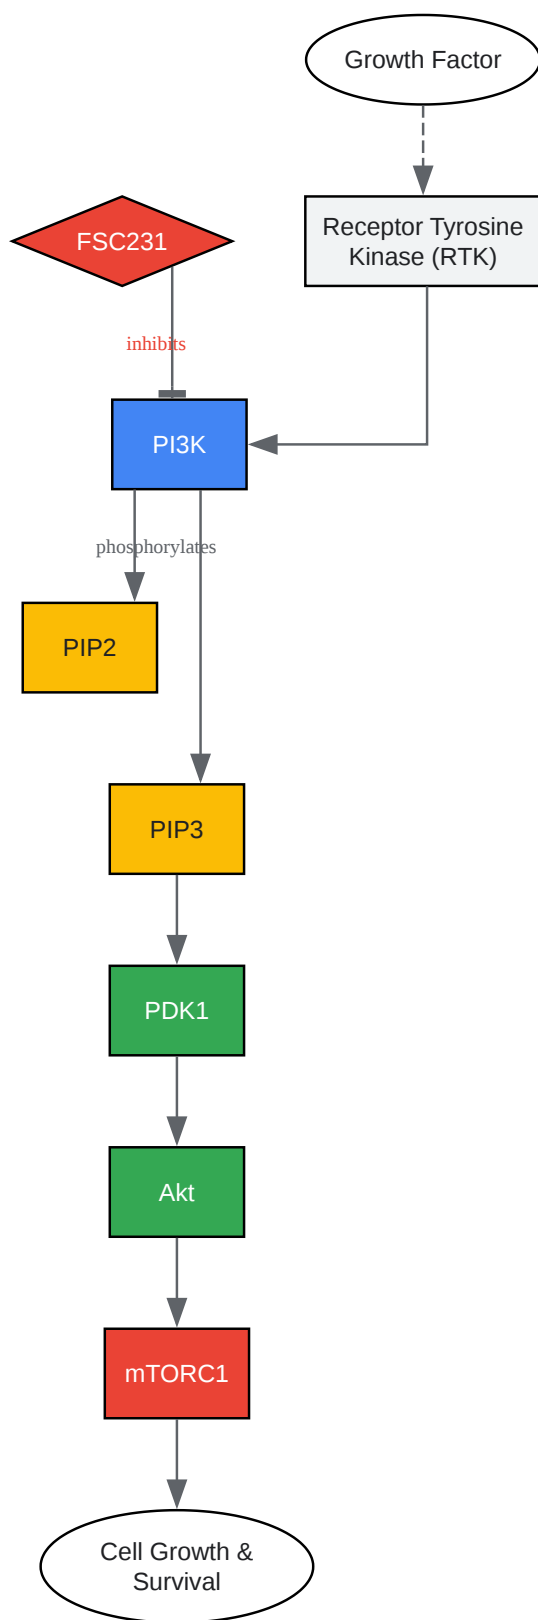 Growth Factor
FSC231
Receptor Tyrosine
Kinase (RTK)
inhibits
PI3K
phosphorylates
PIP2
PIP3
PDK1
Akt
mTORC1
Cell Growth &
Survival